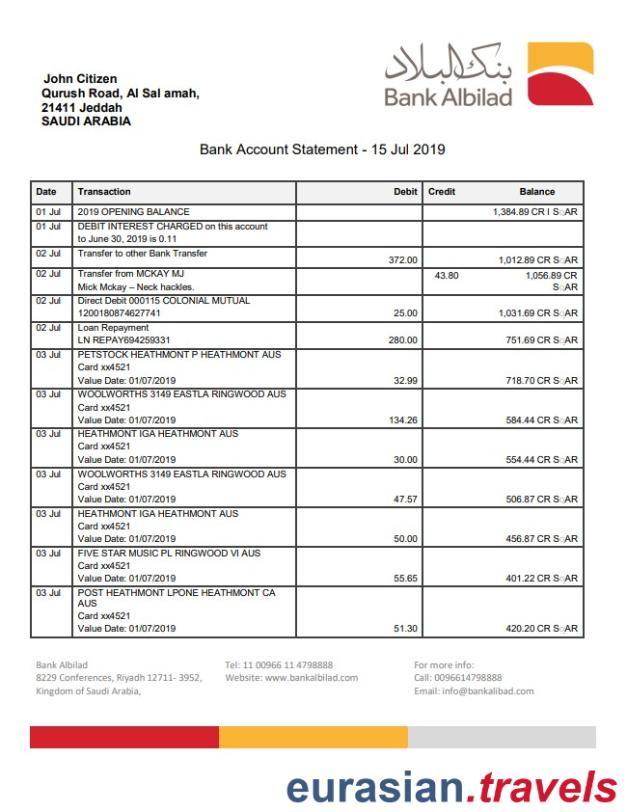 John Citizen
Qurush Road, Al Sal amah,
21411 Jeddah
SAUDI ARABIA
بنك البلاد
Bank Albilad
Bank Account Statement - 15 Jul 2019
Date Transaction Debit Credit Balance
01 Jul 2019 OPENING BALANCE 1,384.89 CR I SAR
01 Jul DEBIT INTEREST CHARGED on this account
to June 30, 2019 is 0.11
02 Jul Transfer to other Bank Transfer
372.00 1,012.89 CR SAR
02 Jul Transfer from MCKAY MJ 43.80 1,056.89 CR
Mick Mckay – Neck hackles. SAR
02 Jul Direct Debit 000115 COLONIAL MUTUAL
1200180874627741 25.00 1,031.69 CR SAR
02 Jul Loan Repayment
LN REPAY694259331 280.00 751.69 CR SAR
03 Jul PETSTOCK HEATHMONT P HEATHMONT AUS
Card xx4521
Value Date: 01/07/2019 32.99 718.70 CR SAR
03 Jul WOOLWORTHS 3149 EASTLA RINGWOOD AUS
Card xx4521
Value Date: 01/07/2019 134.26 584.44 CR SAR
03 Jul HEATHMONT IGA HEATHMONT AUS
Card xx4521
Value Date: 01/07/2019 30.00 554.44 CR SAR
03 Jul WOOLWORTHS 3149 EASTLA RINGWOOD AUS
Card xx4521
Value Date: 01/07/2019 47.57 506.87 CR SAR
03 Jul HEATHMONT IGA HEATHMONT AUS
Card xx4521
Value Date: 01/07/2019 50.00 456.87 CR SAR
03 Jul FIVE STAR MUSIC PL RINGWOOD VI AUS
Card xx4521
Value Date: 01/07/2019 55.65 401.22 CR SAR
03 Jul POST HEATHMONT LPONE HEATHMONT CA
AUS
Card xx4521
Value Date: 01/07/2019 51.30 420.20 CR SAR
Bank Albilad
8229 Conferences, Riyadh 12711- 3952,
Kingdom of Saudi Arabia,
Tel: 11 00966 11 4798888
Website: www.bankalbilad.com
For more info:
Call: 0096614798888
Email: info@bankalibad.com
eurasian.travels